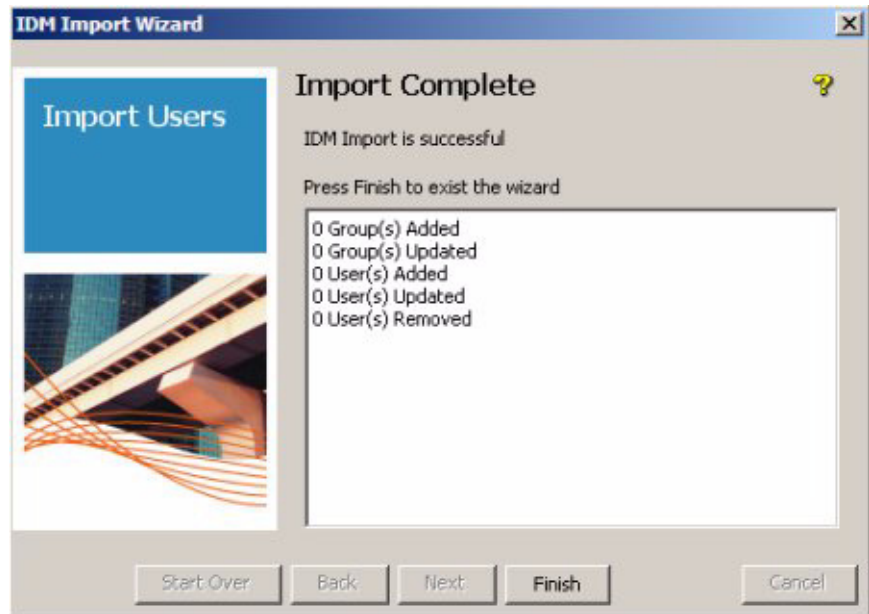 IDM Import Wizard
Import Users
Import Complete
IDM Import is successful
Press Finish to exist the wizard
0 Group(s) Added
0 Group(s) Updated
0 User(s) Added
0 User(s) Updated
0 User(s) Removed
Start Over
Back
Next
Finish
Cancel